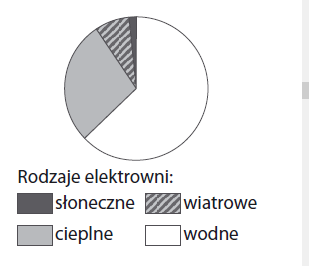 Rodzaje elektrowni:
słoneczne wiatrowe
cieplne wodne